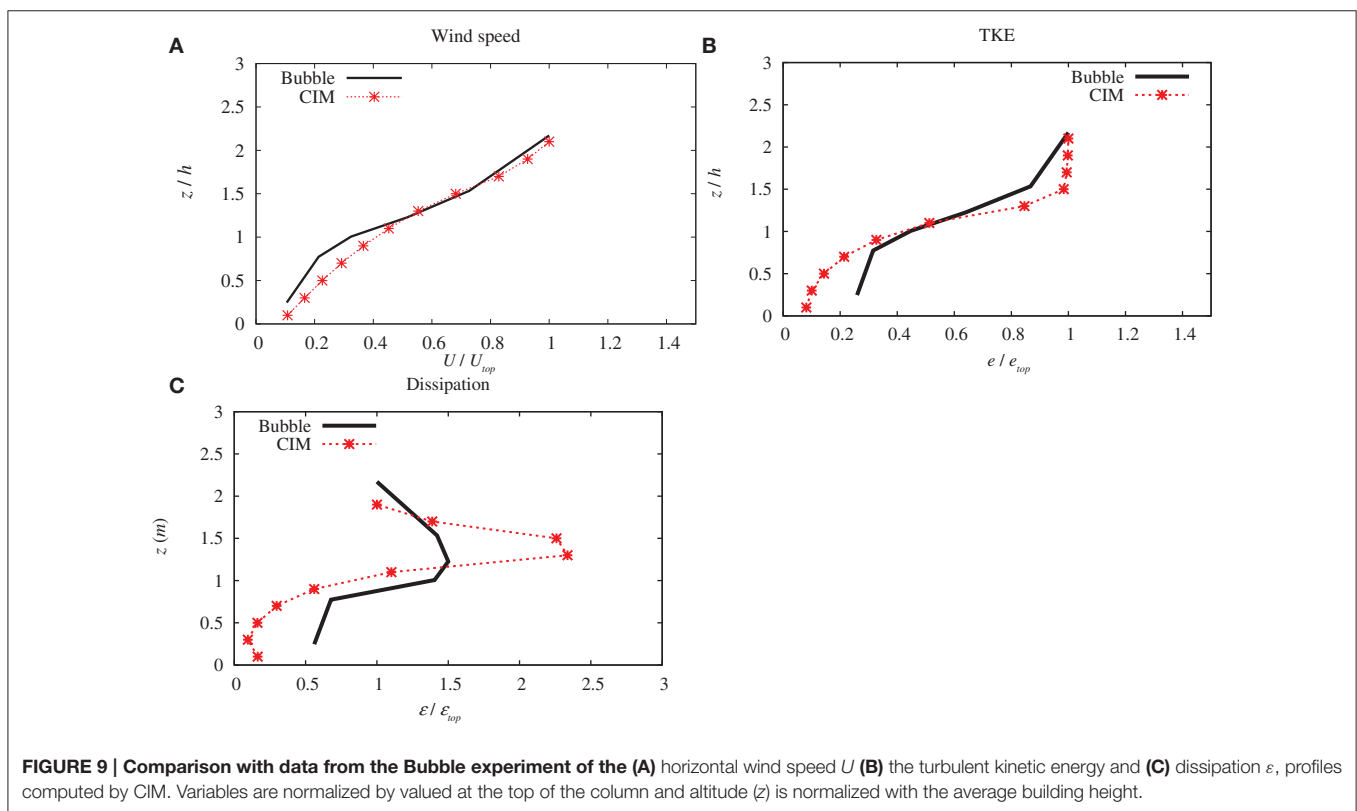 A
Wind speed
Bubble
CIM
3
2.5
2
1.5
1
0.5
0
z / h
0 0.2 0.4 0.6 0.8 1 1.2 1.4
U / U_top
B
TKE
Bubble
CIM
3
2.5
2
1.5
1
0.5
0
z / h
0 0.2 0.4 0.6 0.8 1 1.2 1.4
e / e_top
C
Dissipation
Bubble
CIM
3
2.5
2
1.5
1
0.5
0
z (m)
0 0.5 1 1.5 2 2.5 3
ε / ε_top
FIGURE 9 | Comparison with data from the Bubble experiment of the (A) horizontal wind speed U (B) the turbulent kinetic energy and (C) dissipation ε, profiles
computed by CIM. Variables are normalized by valued at the top of the column and altitude (z) is normalized with the average building height.